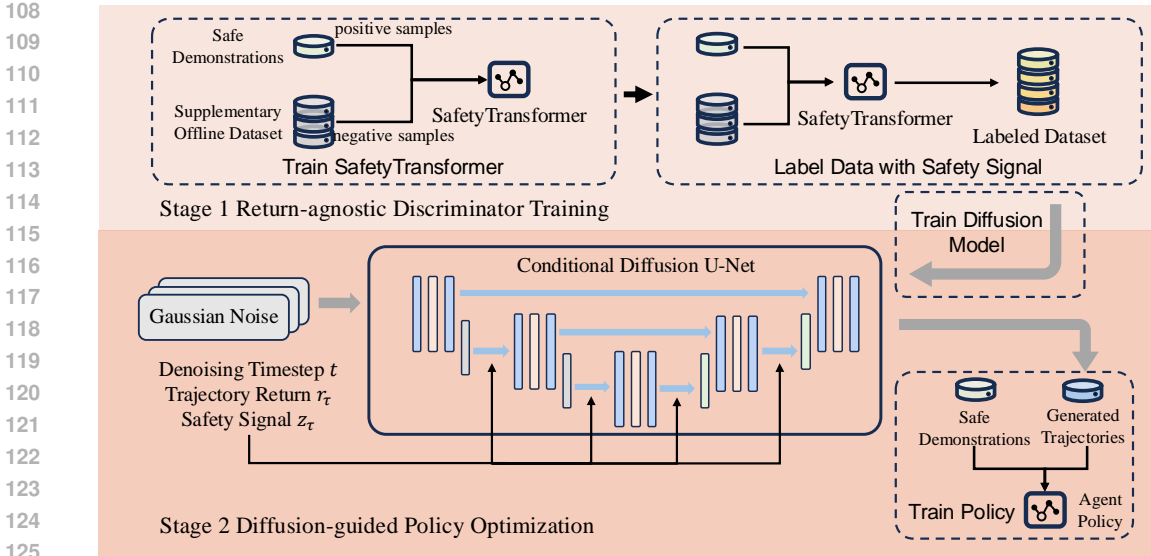 108
109
110
111
112
113
114
115
116
117
118
119
120
121
122
123
124
125
Safe
Demonstrations
positive samples
Supplementary
Offline Dataset
negative samples
SafetyTransformer
Train SafetyTransformer
SafetyTransformer
Labeled Dataset
Label Data with Safety Signal
Stage 1 Return-agnostic Discriminator Training
Train Diffusion
Model
Conditional Diffusion U-Net
Gaussian Noise
Denoising Timestep t
Trajectory Return r_τ
Safety Signal z_τ
Safe
Demonstrations
Generated
Trajectories
Train Policy
Agent
Policy
Stage 2 Diffusion-guided Policy Optimization